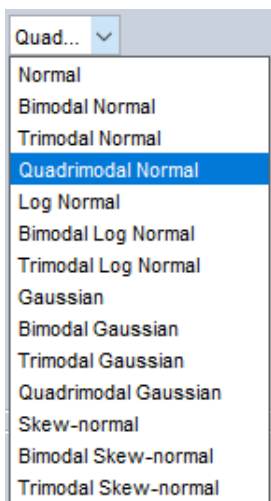 Quad...
Normal
Bimodal Normal
Trimodal Normal
Quadrimodal Normal
Log Normal
Bimodal Log Normal
Trimodal Log Normal
Gaussian
Bimodal Gaussian
Trimodal Gaussian
Quadrimodal Gaussian
Skew-normal
Bimodal Skew-normal
Trimodal Skew-normal